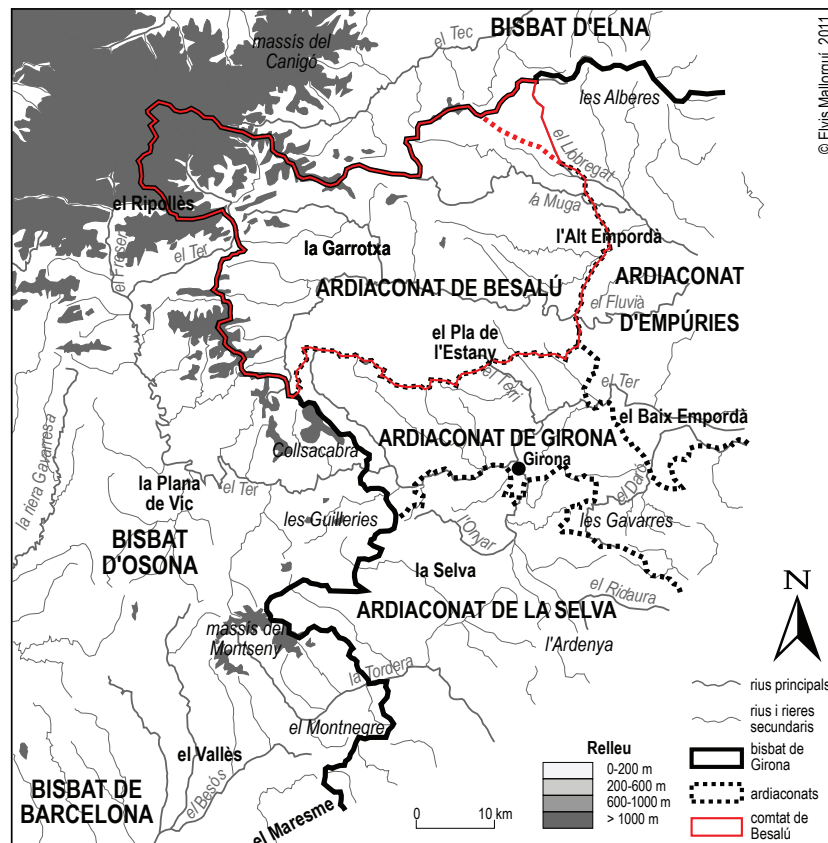 BISBAT D'ELNA
© Elvis Mallorquí, 2011
massís del
Canigó
el Tec
les Alberes
el Llobregat
la Muga
el Ripollès
el Freser
el Ter
la Garrotxa
l'Alt Empordà
ARDIACONAT DE BESALÚ
ARDIACONAT
D'EMPÚRIES
el Fluvià
el Pla de
l'Estany
el Terri
el Ter
el Baix Empordà
la riera Gavarresa
ARDIACONAT DE GIRONA
Girona
Collsacabra
el Daró
la Plana
de Vic
el Ter
les Guilleries
l'Onyar
les Gavarres
BISBAT
D'OSONA
la Selva
el Ridaura
ARDIACONAT DE LA SELVA
massís del
Montseny
l'Ardenya
la Tordera
el Montnegre
el Vallès
el Besòs
BISBAT DE
BARCELONA
el Maresme
N
rius principals
rius i rieres
secundaris
bisbat de
Girona
ardiaconats
comtat de
Besalú
Relleu
0-200 m
200-600 m
600-1000 m
> 1000 m
0
10 km